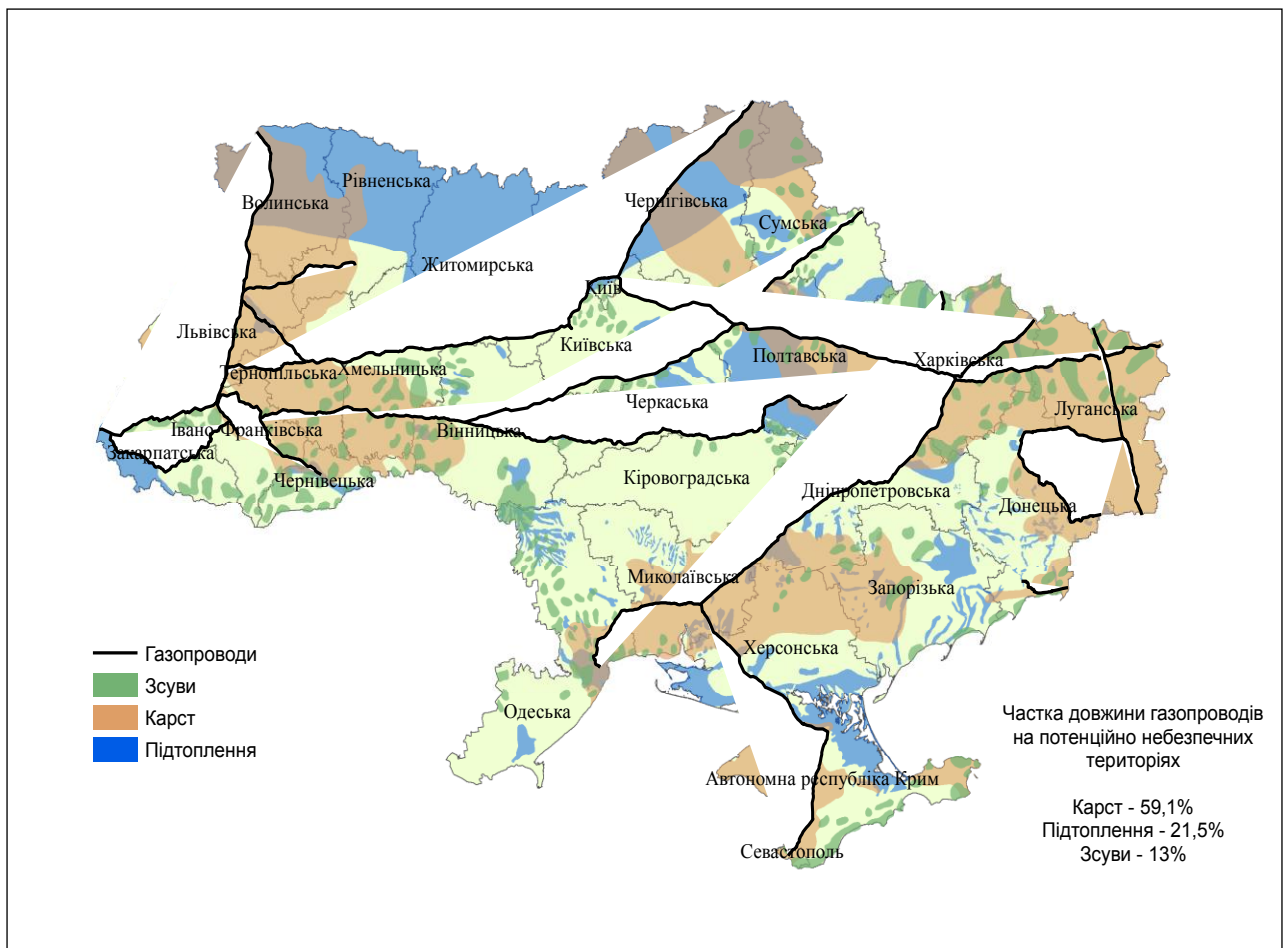 Рівненська
Волинська
Чернігівська
Сумська
Житомирська
Київ
Львівська
Київська
Полтавська
Харківська
Тернопільська
Хмельницька
Черкаська
Луганська
Івано-Франківська
Вінницька
Закарпатська
Чернівецька
Кіровоградська
Дніпропетровська
Донецька
Миколаївська
Запорізька
Херсонська
Одеська
Автономна республіка Крим
Севастополь
Газопроводи
Зсуви
Карст
Підтоплення
Частка довжини газопроводів
на потенційно небезпечних
територіях
Карст - 59,1%
Підтоплення - 21,5%
Зсуви - 13%